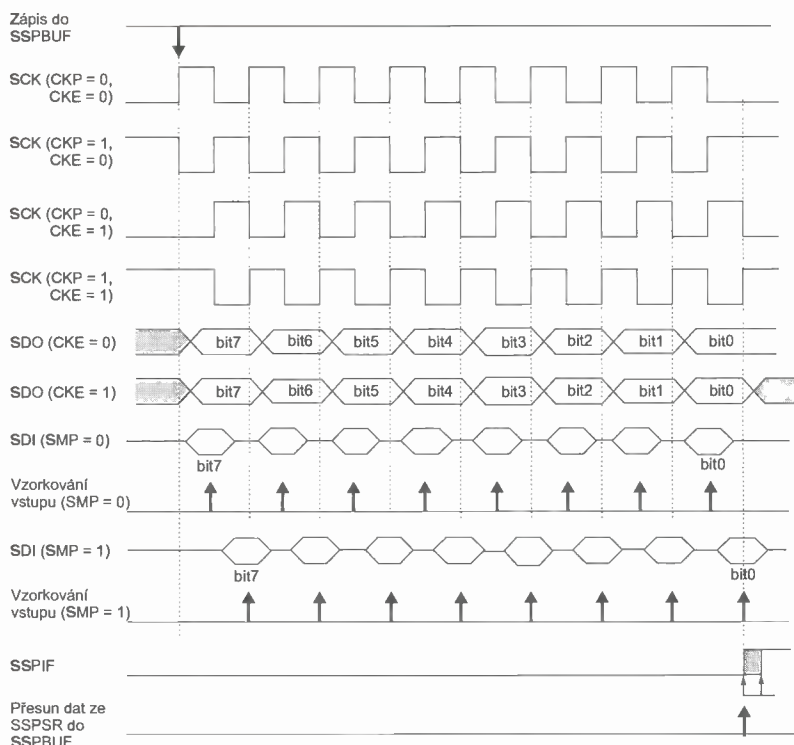 Zápis do
SSPBUF
SCK (CKP = 0,
CKE = 0)
SCK (CKP = 1,
CKE = 0)
SCK (CKP = 0,
CKE = 1)
SCK (CKP = 1,
CKE = 1)
SDO (CKE = 0)
bit7 bit6 bit5 bit4 bit3 bit2 bit1 bit0
SDO (CKE = 1)
bit7 bit6 bit5 bit4 bit3 bit2 bit1 bit0
SDI (SMP = 0)
bit7 bit0
Vzorkování
vstupu (SMP = 0)
SDI (SMP = 1)
bit7 bit0
Vzorkování
vstupu (SMP = 1)
SSPIF
Přesun dat ze
SSPSR do
SSPBUF